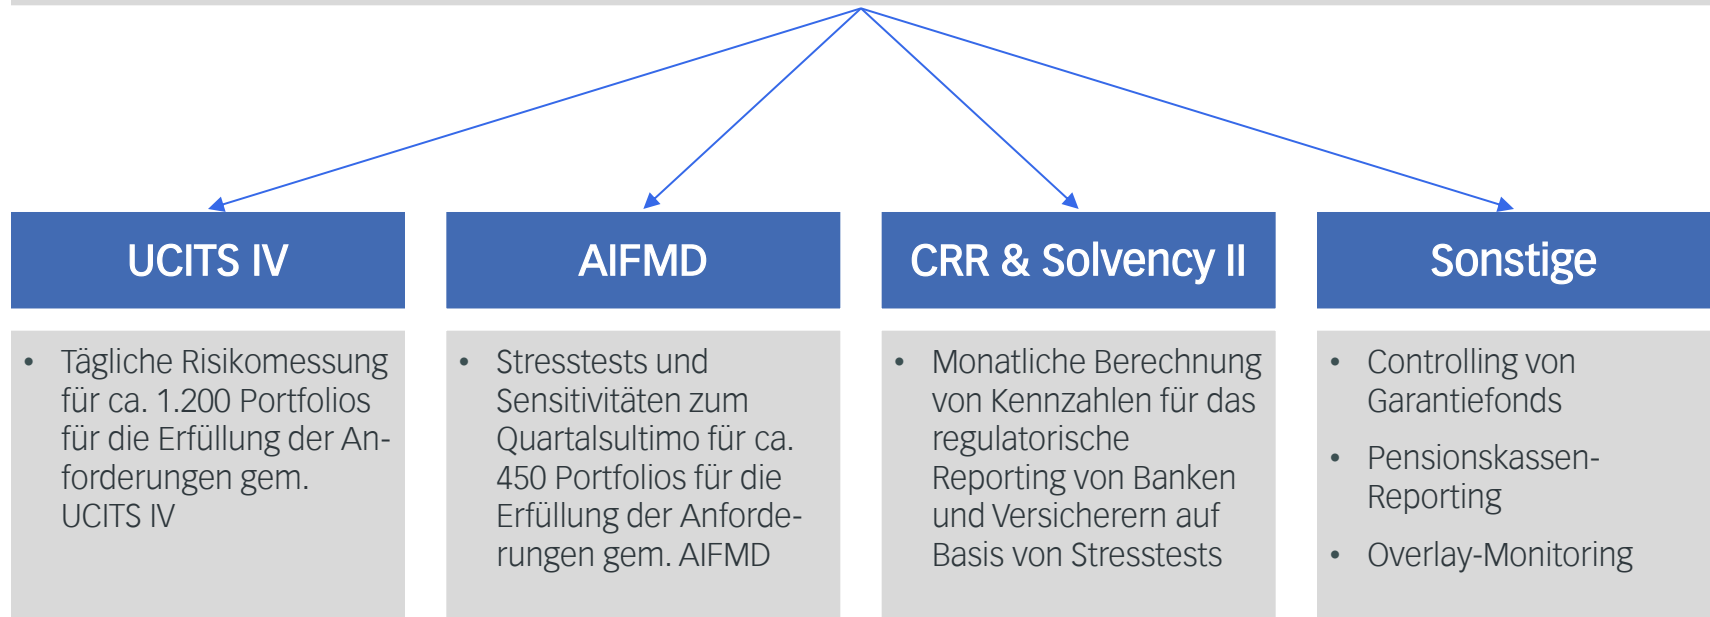 UCITS IV
• Tägliche Risikomessung
für ca. 1.200 Portfolios
für die Erfüllung der An-
forderungen gem.
UCITS IV
AIFMD
• Stresstests und
Sensitivitäten zum
Quartalsultimo für ca.
450 Portfolios für die
Erfüllung der Anforde-
rungen gem. AIFMD
CRR & Solvency II
• Monatliche Berechnung
von Kennzahlen für das
regulatorische
Reporting von Banken
und Versicherern auf
Basis von Stresstests
Sonstige
• Controlling von
Garantiefonds
• Pensionskassen-
Reporting
• Overlay-Monitoring